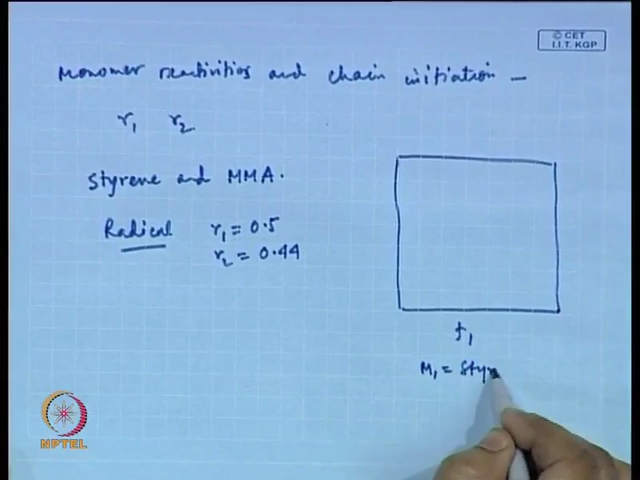 © CET
I.I.T. KGP
Monomer reactivities and chain initiation –
r1 r2
Styrene and MMA.
Radical r1 = 0.5
r2 = 0.44
f1
M1 = Styr
NPTEL